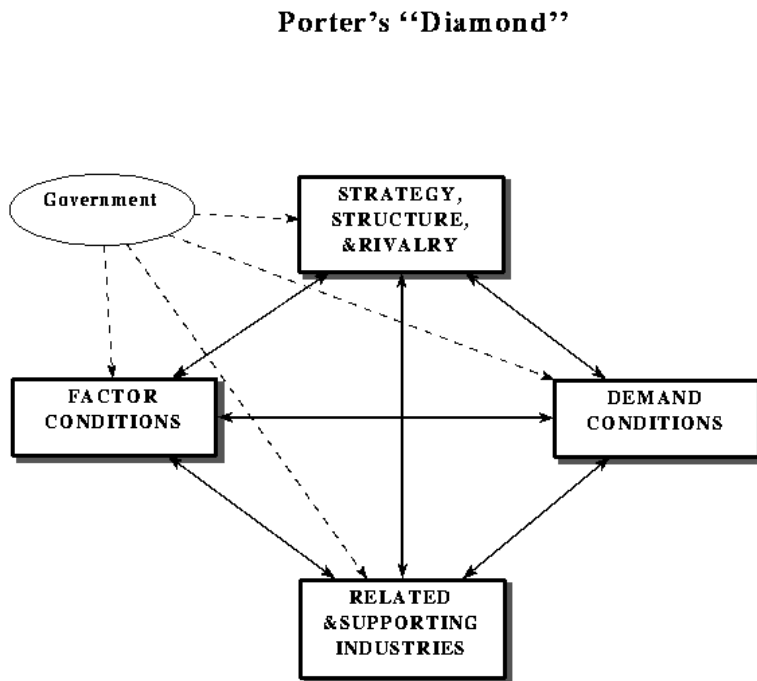 Porter's “Diamond”
Government
STRATEGY,
STRUCTURE,
&RIVALRY
FACTOR
CONDITIONS
DEMAND
CONDITIONS
RELATED
&SUPPORTING
INDUSTRIES